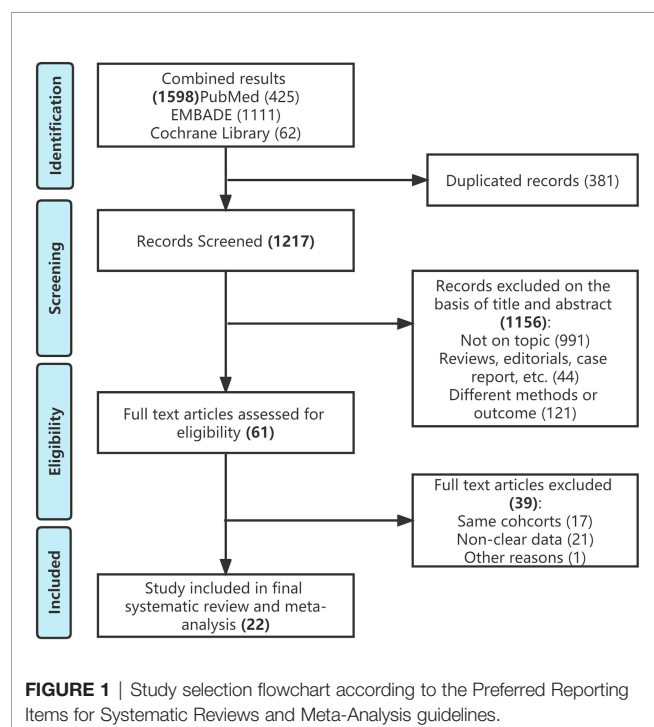 Identification
Combined results
(1598)PubMed (425)
EMBADE (1111)
Cochrane Library (62)
Duplicated records (381)
Screening
Records Screened (1217)
Records excluded on the
basis of title and abstract
(1156):
Not on topic (991)
Reviews, editorials, case
report, etc. (44)
Different methods or
outcome (121)
Eligibility
Full text articles assessed for
eligibility (61)
Full text articles excluded
(39):
Same cohcorts (17)
Non-clear data (21)
Other reasons (1)
Included
Study included in final
systematic review and meta-
analysis (22)
FIGURE 1 | Study selection flowchart according to the Preferred Reporting
Items for Systematic Reviews and Meta-Analysis guidelines.